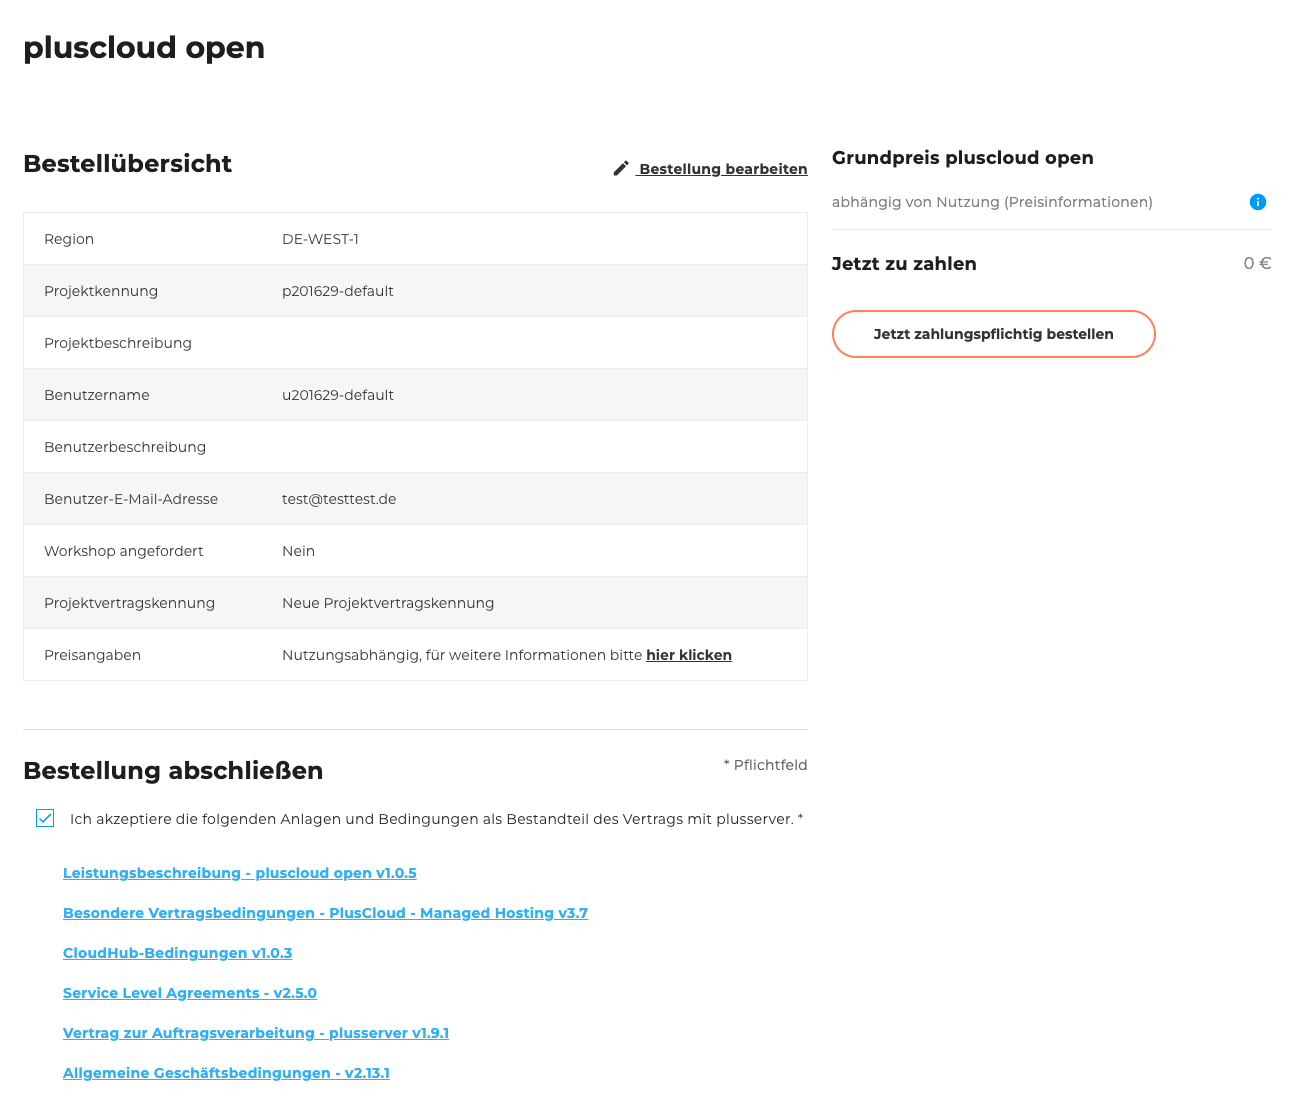 pluscloud open
Bestellübersicht
Bestellung bearbeiten
Region DE-WEST-1
Projektkennung p201629-default
Projektbeschreibung
Benutzername u201629-default
Benutzerbeschreibung
Benutzer-E-Mail-Adresse test@testtest.de
Workshop angefordert Nein
Projektvertragskennung Neue Projektvertragskennung
Preisangaben Nutzungsabhängig, für weitere Informationen bitte hier klicken
Bestellung abschließen
* Pflichtfeld
Ich akzeptiere die folgenden Anlagen und Bedingungen als Bestandteil des Vertrags mit plusserver. *
Leistungsbeschreibung - pluscloud open v1.0.5
Besondere Vertragsbedingungen - PlusCloud - Managed Hosting v3.7
CloudHub-Bedingungen v1.0.3
Service Level Agreements - v2.5.0
Vertrag zur Auftragsverarbeitung - plusserver v1.9.1
Allgemeine Geschäftsbedingungen - v2.13.1
Grundpreis pluscloud open
abhängig von Nutzung (Preisinformationen)
Jetzt zu zahlen 0 €
Jetzt zahlungspflichtig bestellen